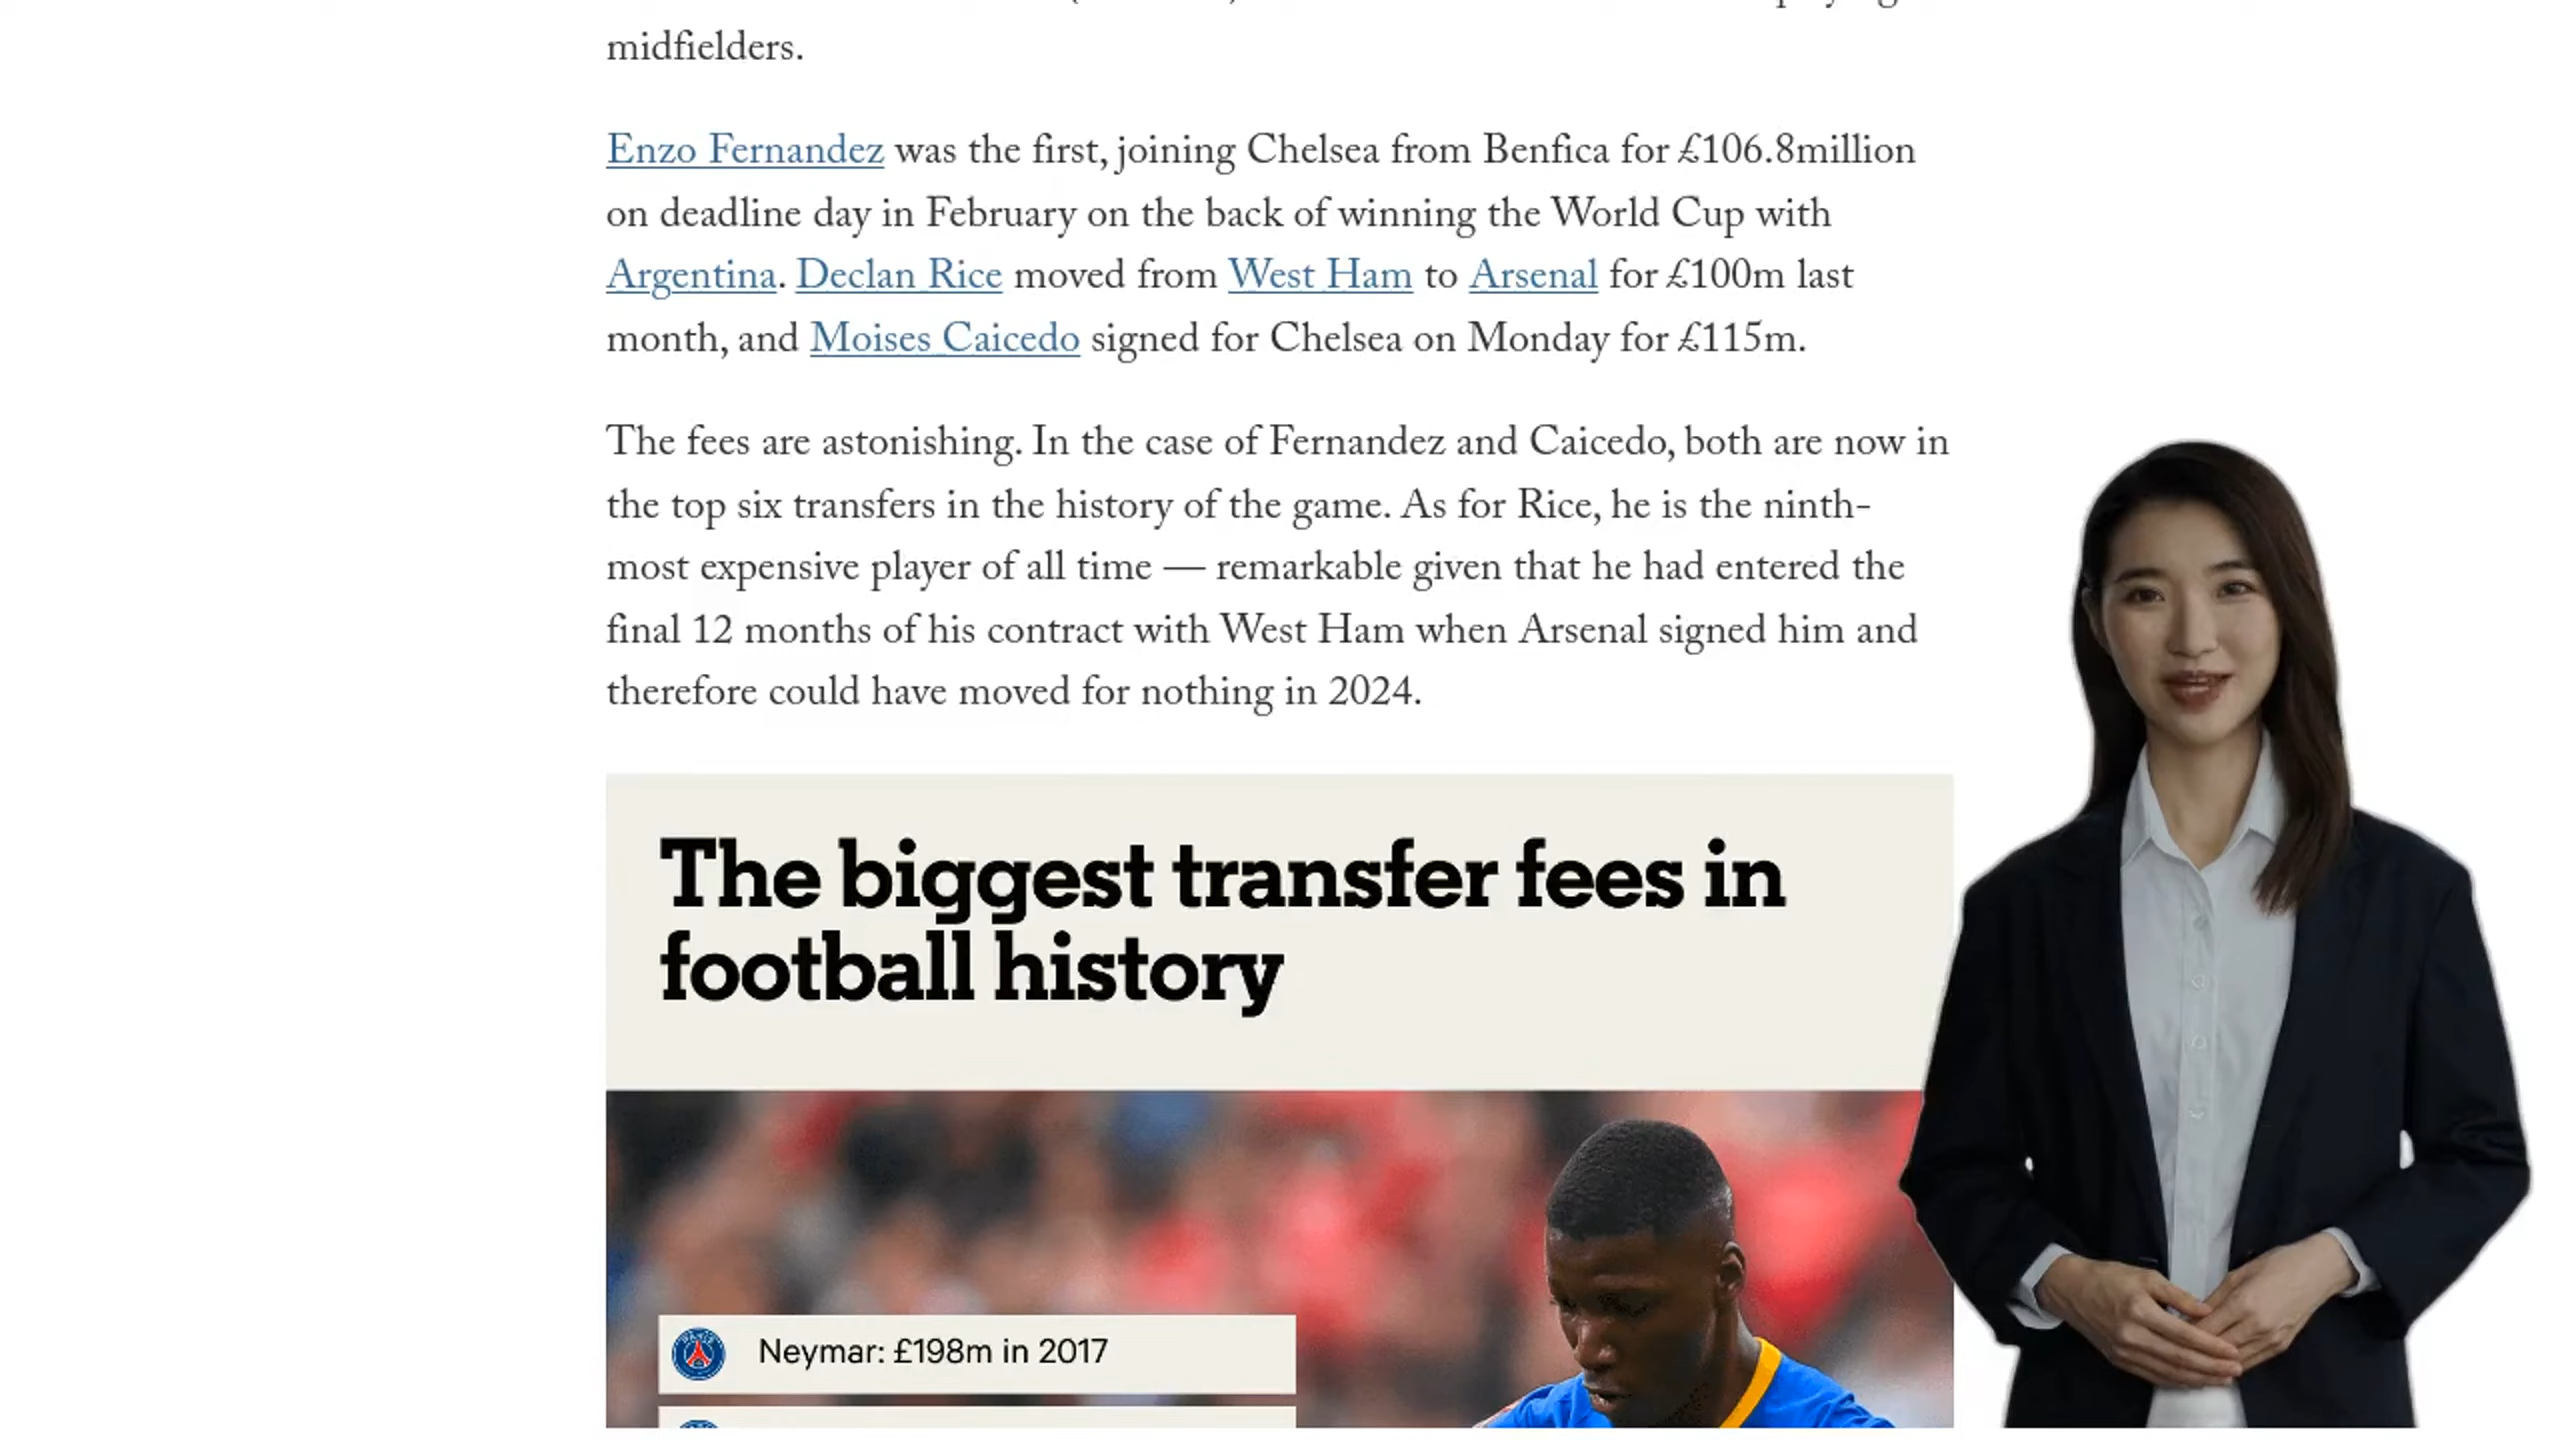 midfielders.
Enzo Fernandez was the first, joining Chelsea from Benfica for £106.8million
on deadline day in February on the back of winning the World Cup with
Argentina. Declan Rice moved from West Ham to Arsenal for £100m last
month, and Moises Caicedo signed for Chelsea on Monday for £115m.
The fees are astonishing. In the case of Fernandez and Caicedo, both are now in
the top six transfers in the history of the game. As for Rice, he is the ninth-
most expensive player of all time — remarkable given that he had entered the
final 12 months of his contract with West Ham when Arsenal signed him and
therefore could have moved for nothing in 2024.
The biggest transfer fees in
football history
Neymar: £198m in 2017